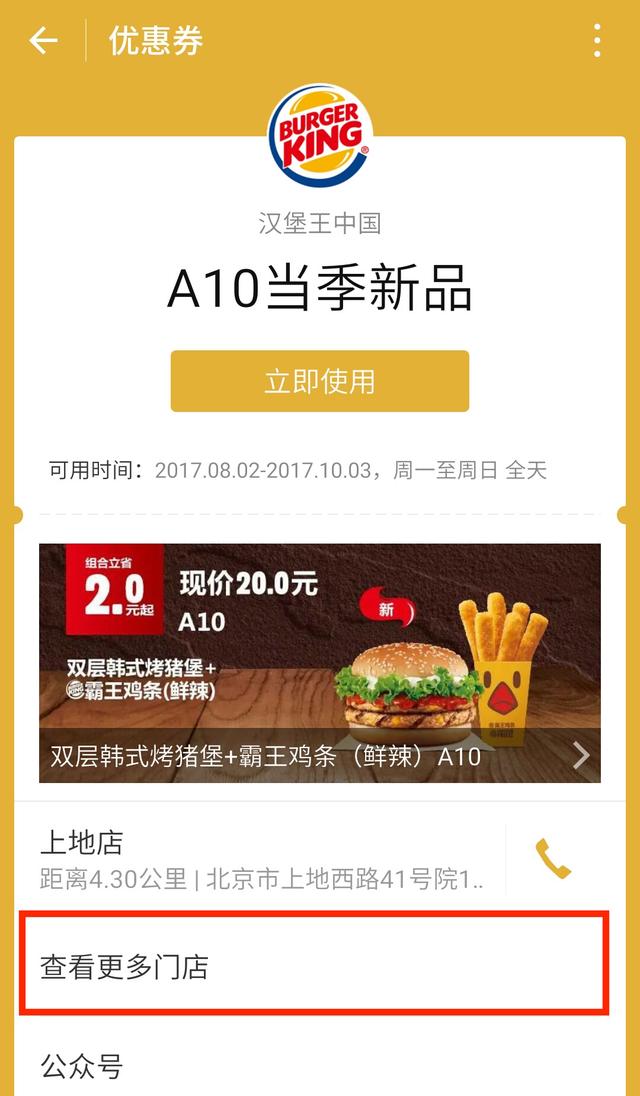 优惠券
BURGER
KING®
汉堡王中国
A10当季新品
立即使用
可用时间：2017.08.02-2017.10.03，周一至周日 全天
组合立省
2.0元起
现价20.0元
A10
新
双层韩式烤猪堡+
霸王鸡条(鲜辣)
双层韩式烤猪堡+霸王鸡条（鲜辣）A10
上地店
距离4.30公里 | 北京市上地西路41号院1..
查看更多门店
公众号